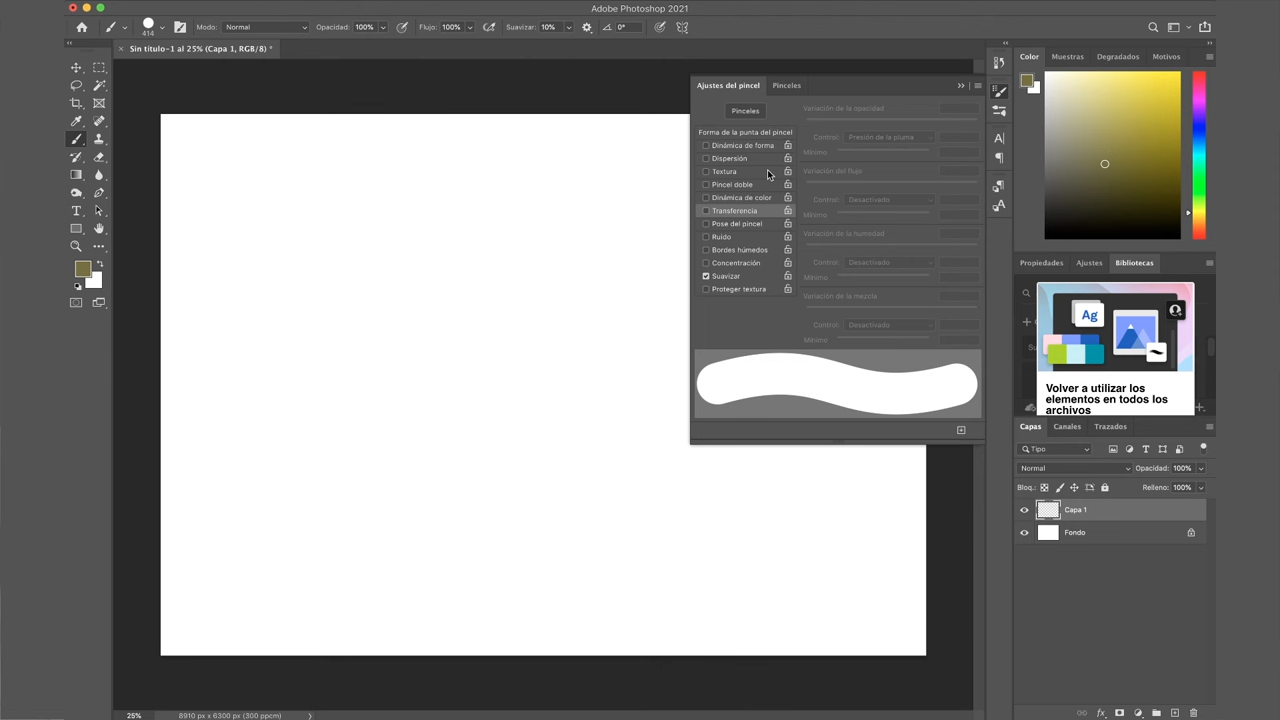 Adobe Photoshop 2021
414
Modo: Normal
Opacidad: 100%
Flujo: 100%
Suavizar: 10%
0°
Sin título-1 al 25% (Capa 1, RGB/8) *
Ajustes del pincel
Pinceles
Pinceles
Forma de la punta del pincel
Dinámica de forma
Dispersión
Textura
Pincel doble
Dinámica de color
Transferencia
Pose del pincel
Ruido
Bordes húmedos
Concentración
Suavizar
Proteger textura
Variación de la opacidad
Control: Presión de la pluma
Mínimo
Variación del flujo
Control: Desactivado
Mínimo
Variación de la humedad
Control: Desactivado
Mínimo
Variación de la mezcla
Control: Desactivado
Mínimo
Color
Muestras
Degradados
Motivos
Propiedades
Ajustes
Bibliotecas
Ag
Volver a utilizar los
elementos en todos los
archivos
Capas
Canales
Trazados
Tipo
Normal
Opacidad: 100%
Bloq.:
Relleno: 100%
Capa 1
Fondo
25%
8910 px x 6300 px (300 ppcm)